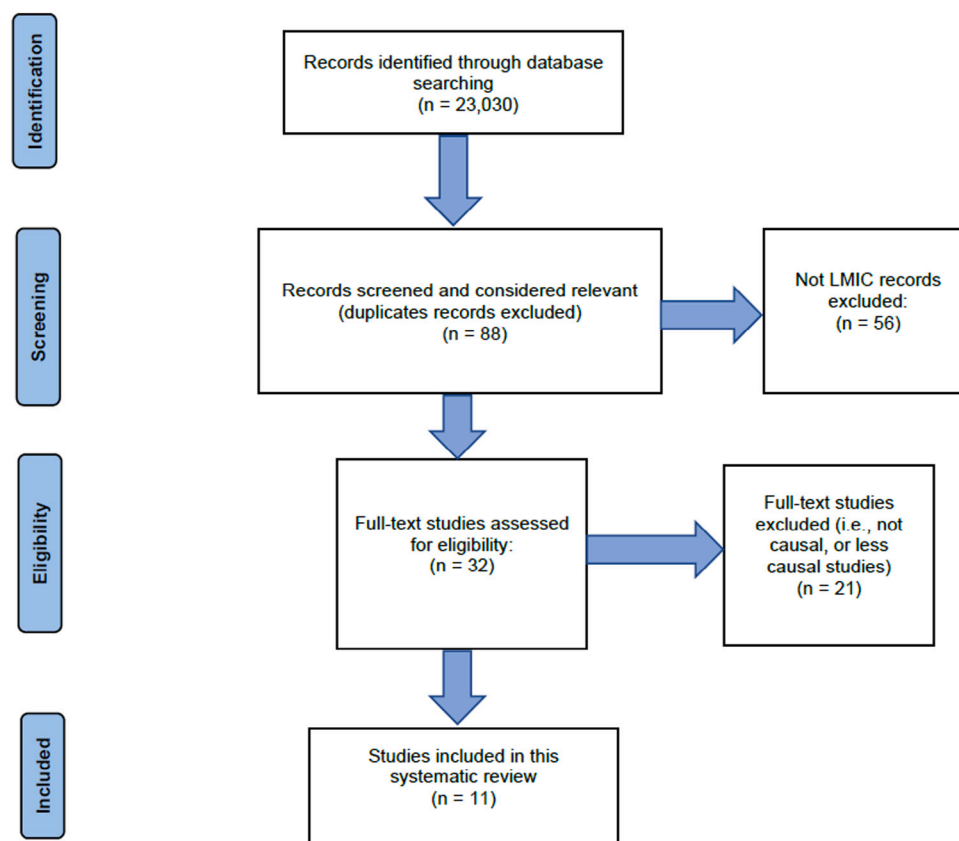 Identification
Records identified through database
searching
(n = 23,030)
Screening
Records screened and considered relevant
(duplicates records excluded)
(n = 88)
Not LMIC records
excluded:
(n = 56)
Eligibility
Full-text studies assessed
for eligibility:
(n = 32)
Full-text studies
excluded (i.e., not
causal, or less
causal studies)
(n = 21)
Included
Studies included in this
systematic review
(n = 11)